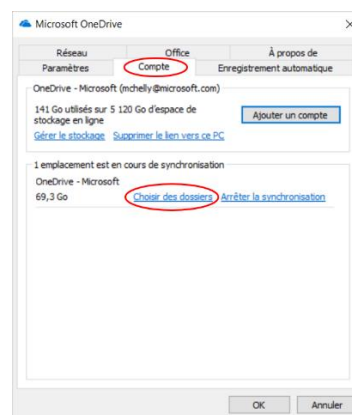 Microsoft OneDrive
Réseau Office À propos de
Paramètres Compte Enregistrement automatique
OneDrive - Microsoft (mchelly@microsoft.com)
141 Go utilisés sur 5 120 Go d'espace de
stockage en ligne
Ajouter un compte
Gérer le stockage Supprimer le lien vers ce PC
1 emplacement est en cours de synchronisation
OneDrive - Microsoft
69,3 Go Choisir des dossiers Arrêter la synchronisation
OK Annuler